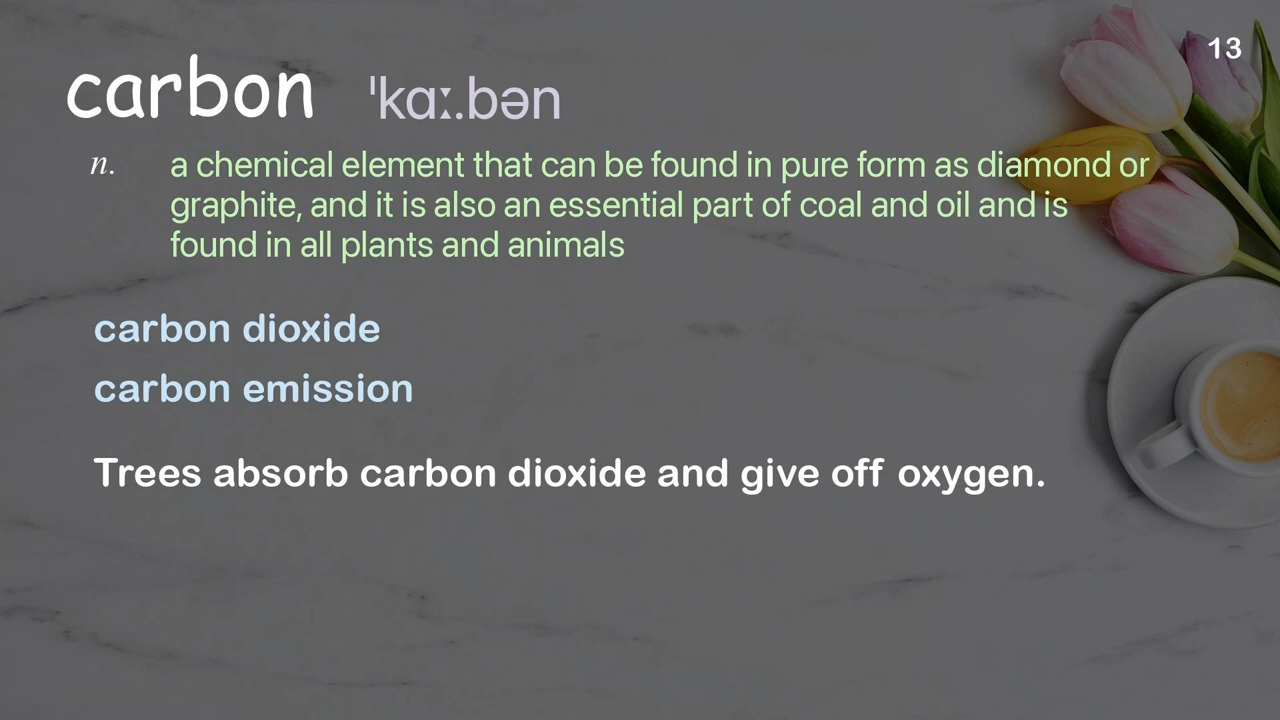 13
carbon ˈkɑː.bən
n. a chemical element that can be found in pure form as diamond or
graphite, and it is also an essential part of coal and oil and is
found in all plants and animals
carbon dioxide
carbon emission
Trees absorb carbon dioxide and give off oxygen.